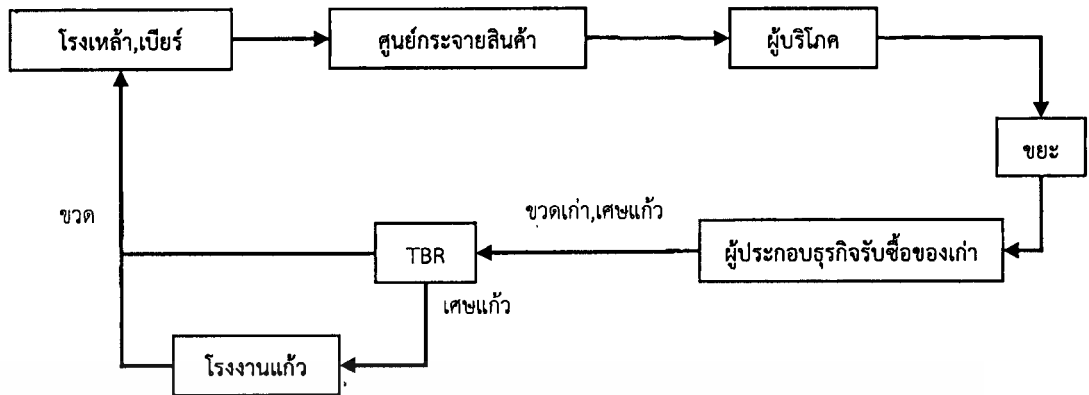 โรงเหล้า,เบียร์
ศูนย์กระจายสินค้า
ผู้บริโภค
ขยะ
ขวด
ขวดเก่า,เศษแก้ว
TBR
ผู้ประกอบธุรกิจรับซื้อของเก่า
เศษแก้ว
โรงงานแก้ว